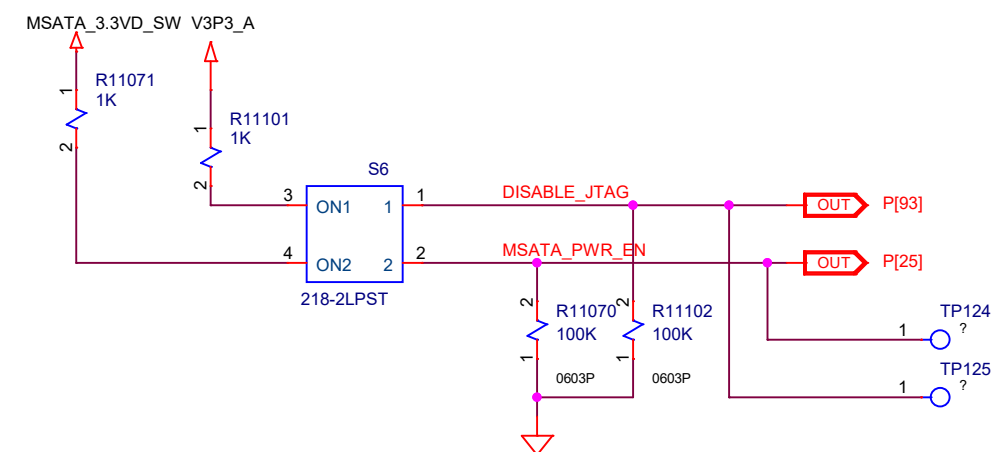 MSATA_3.3VD_SW V3P3_A
1
R11071
1K
2
1
R11101
1K
2
S6
3 ON1 1 1
4 ON2 2 2
218-2LPST
DISABLE_JTAG
OUT P[93]
MSATA_PWR_EN
OUT P[25]
2
R11070
100K
1
0603P
2
R11102
100K
1
0603P
TP124
1 ?
TP125
1 ?